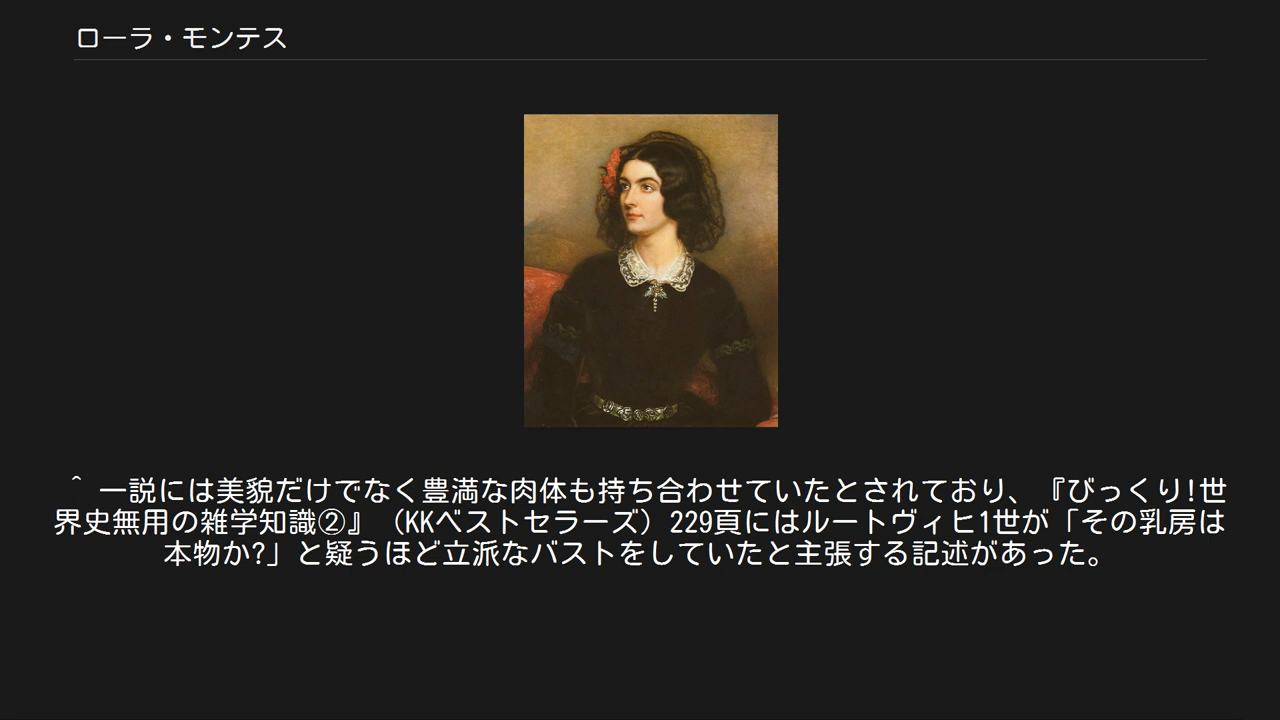 ローラ・モンテス
^ 一説には美貌だけでなく豊満な肉体も持ち合わせていたとされており、『びっくり!世
界史無用の雑学知識②』（KKベストセラーズ）229頁にはルートヴィヒ1世が「その乳房は
本物か?」と疑うほど立派なバストをしていたと主張する記述があった。